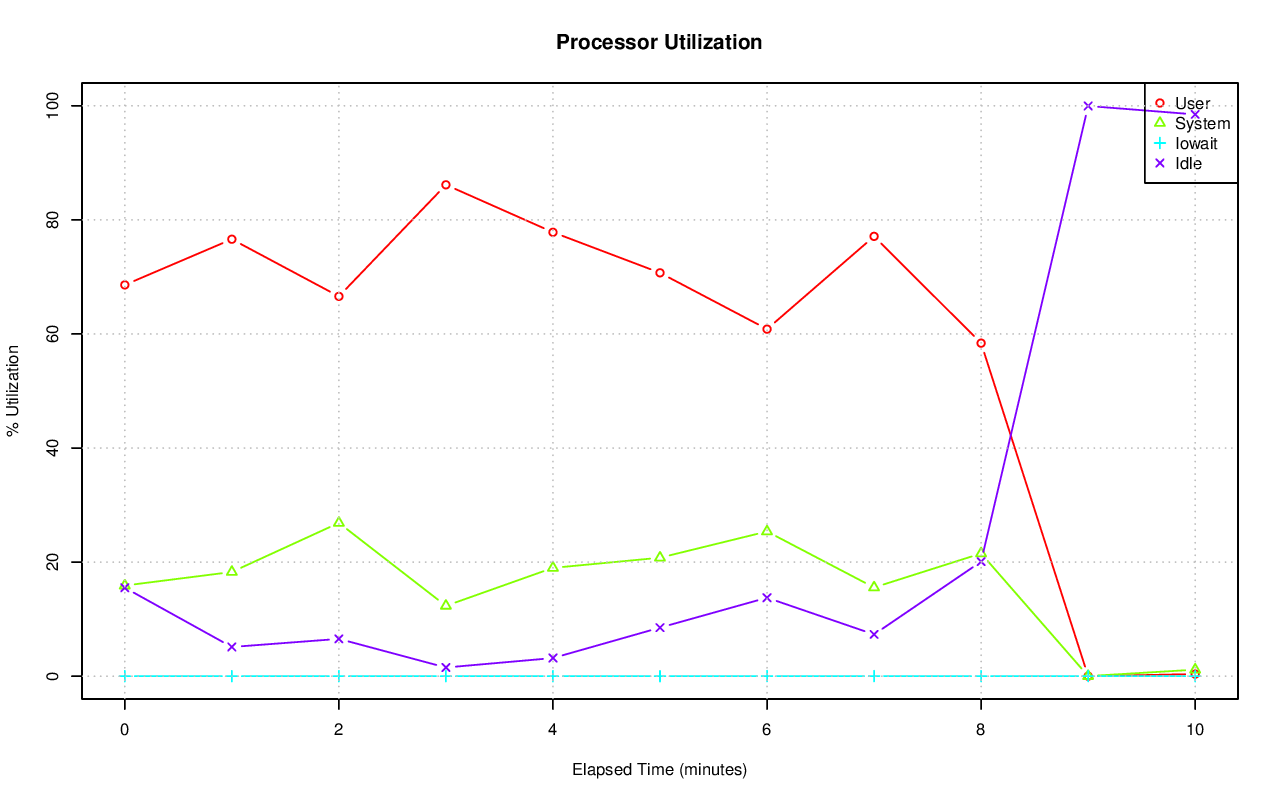 Processor Utilization
% Utilization
100
80
60
40
20
0
User
System
Iowait
Idle
0 2 4 6 8 10
Elapsed Time (minutes)